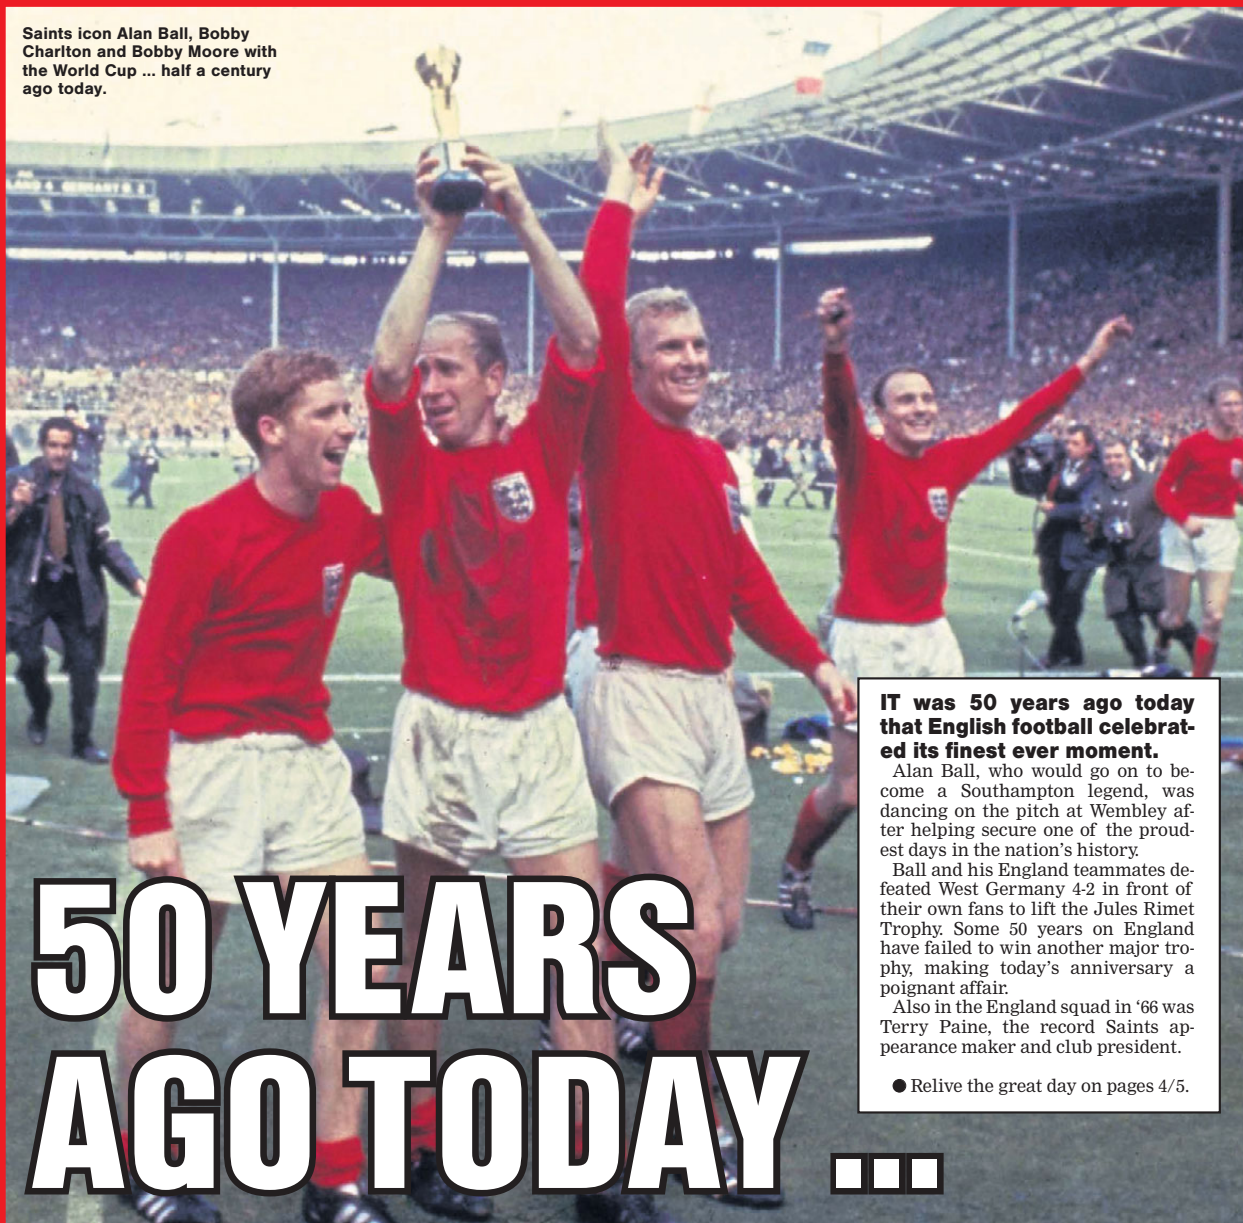 Saints icon Alan Ball, Bobby
Charlton and Bobby Moore with
the World Cup ... half a century
ago today.
GERMANY
IT was 50 years ago today
that English football celebrat-
ed its finest ever moment.
Alan Ball, who would go on to be-
come a Southampton legend, was
dancing on the pitch at Wembley af-
ter helping secure one of the proud-
est days in the nation's history.
Ball and his England teammates de-
feated West Germany 4-2 in front of
their own fans to lift the Jules Rimet
Trophy. Some 50 years on England
have failed to win another major tro-
phy, making today's anniversary a
poignant affair.
Also in the England squad in ‘66 was
Terry Paine, the record Saints ap-
pearance maker and club president.
● Relive the great day on pages 4/5.
50 YEARS
AGO TODAY ...